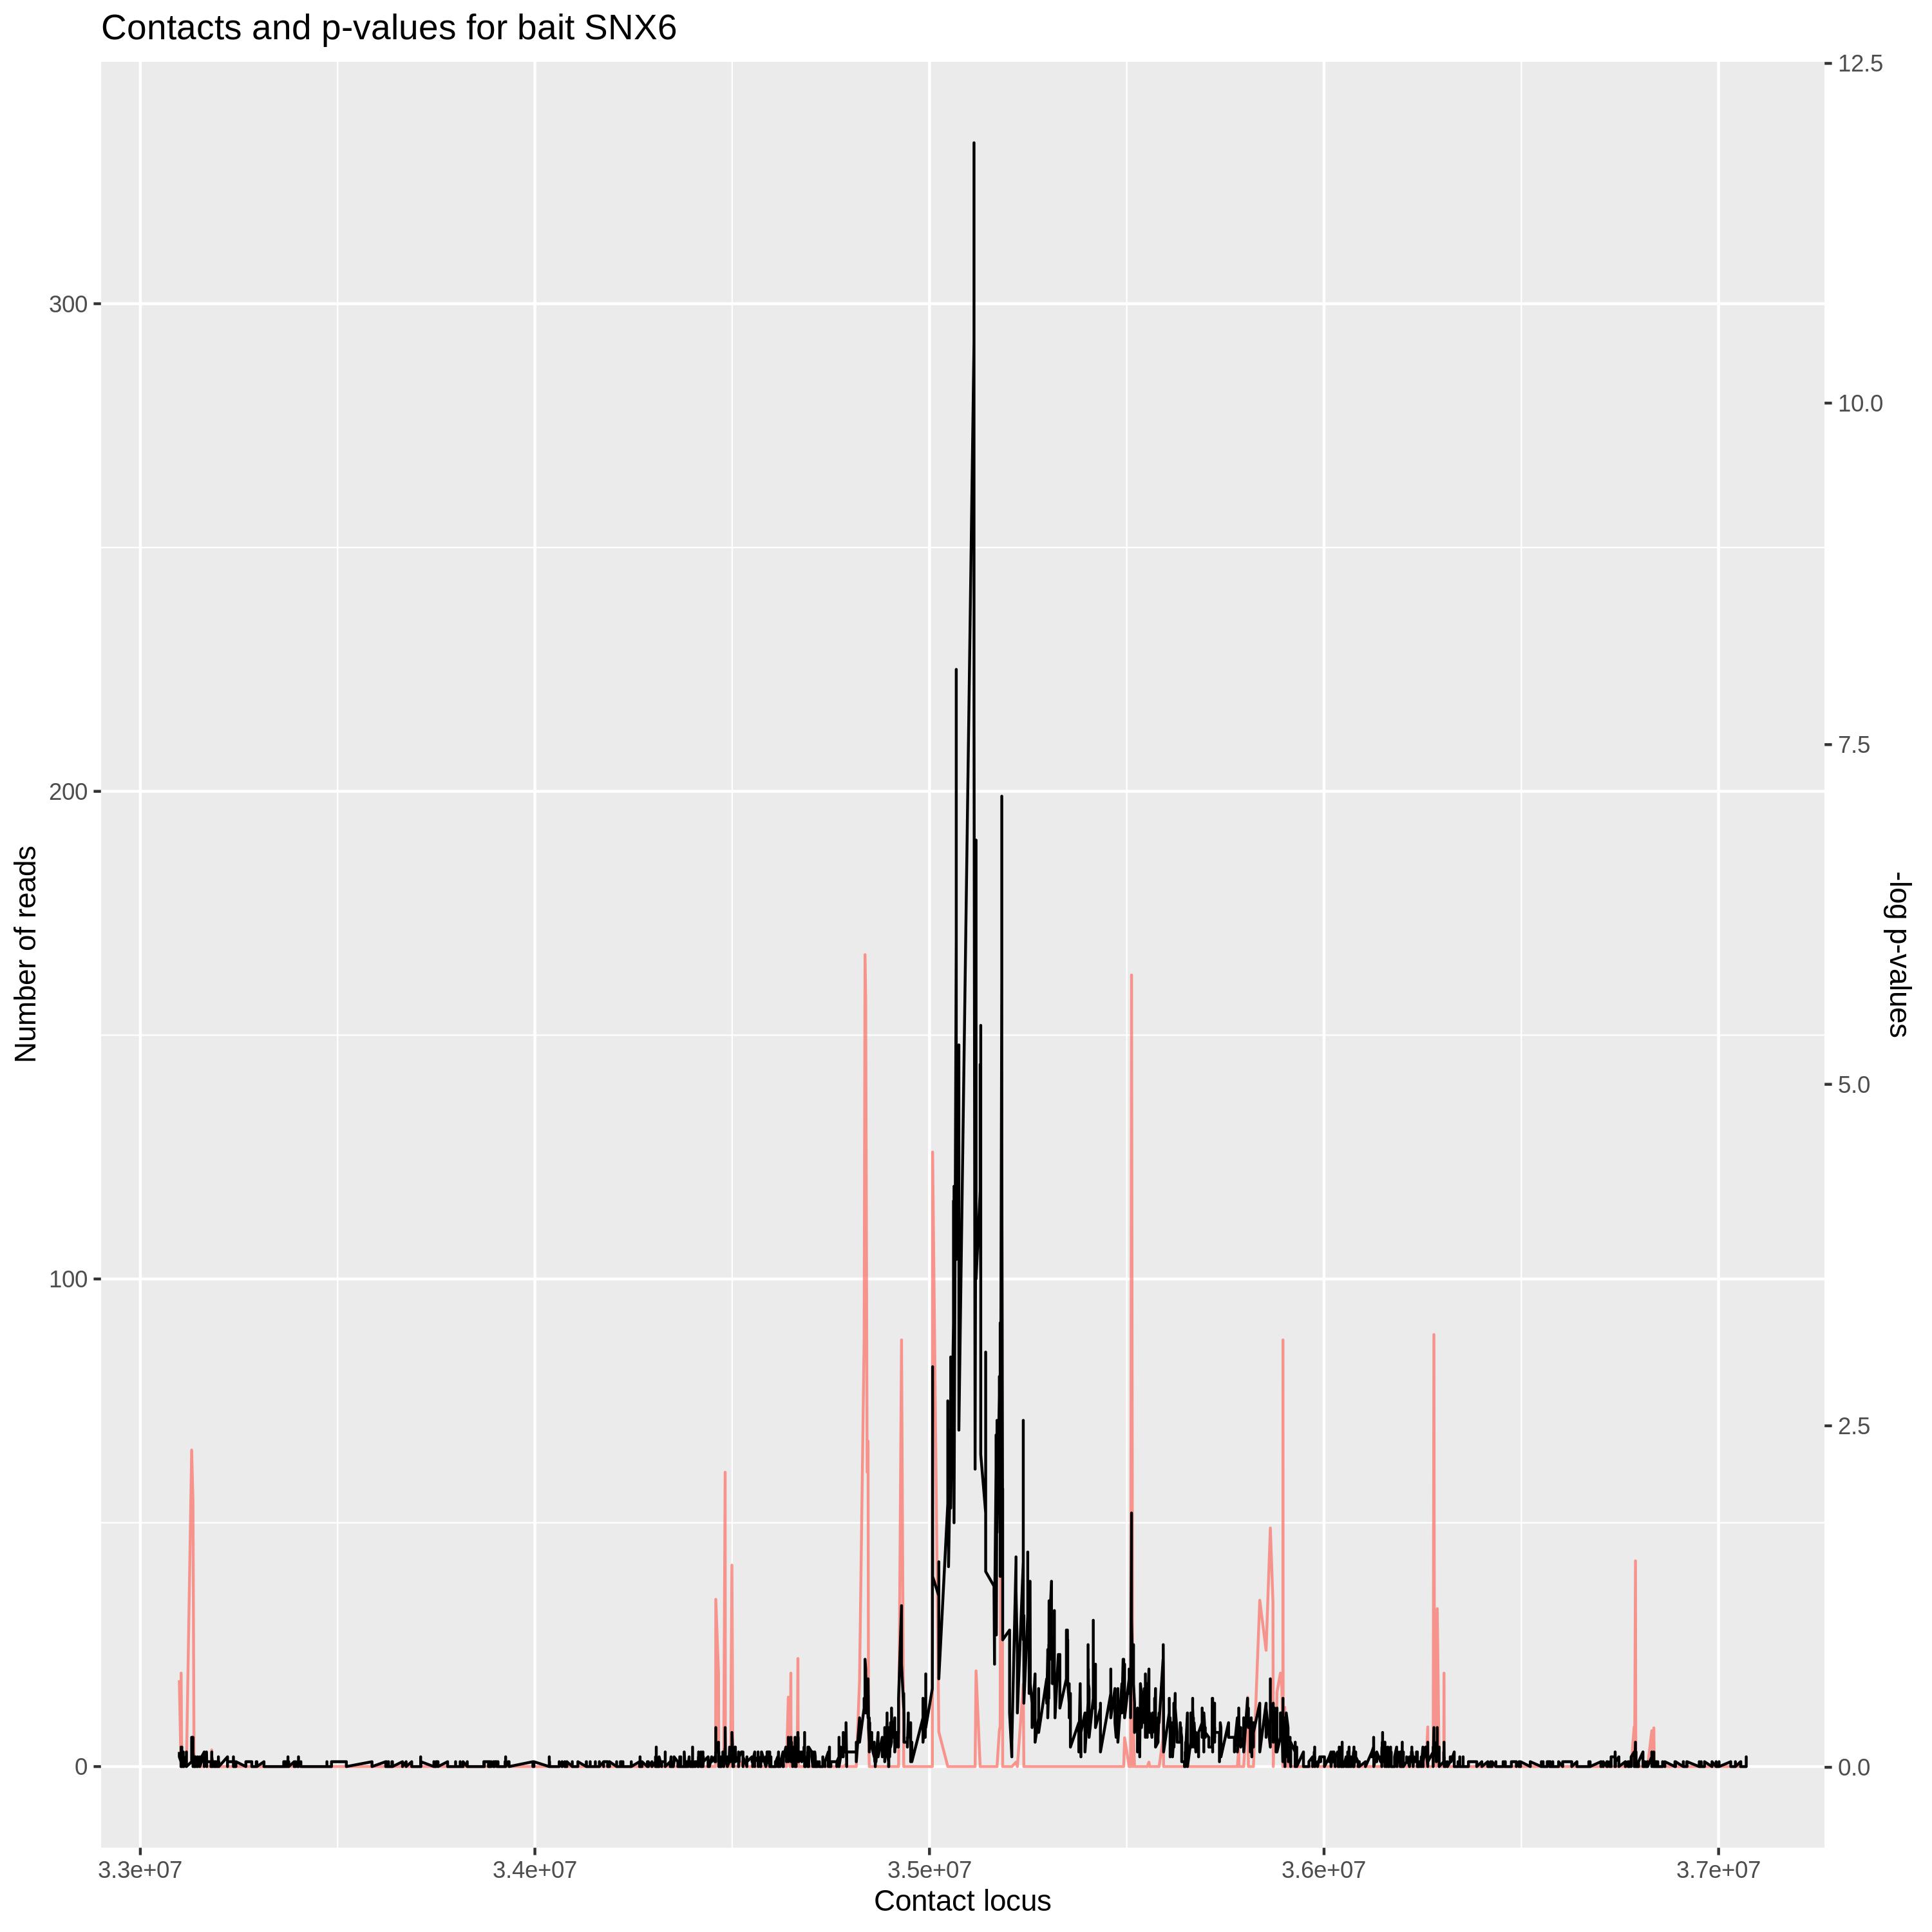 Contacts and p-values for bait SNX6
12.5
300
10.0
200
7.5
Number of reads
-log p-values
5.0
100
2.5
0
0.0
3.3e+07 3.4e+07 3.5e+07 3.6e+07 3.7e+07
Contact locus